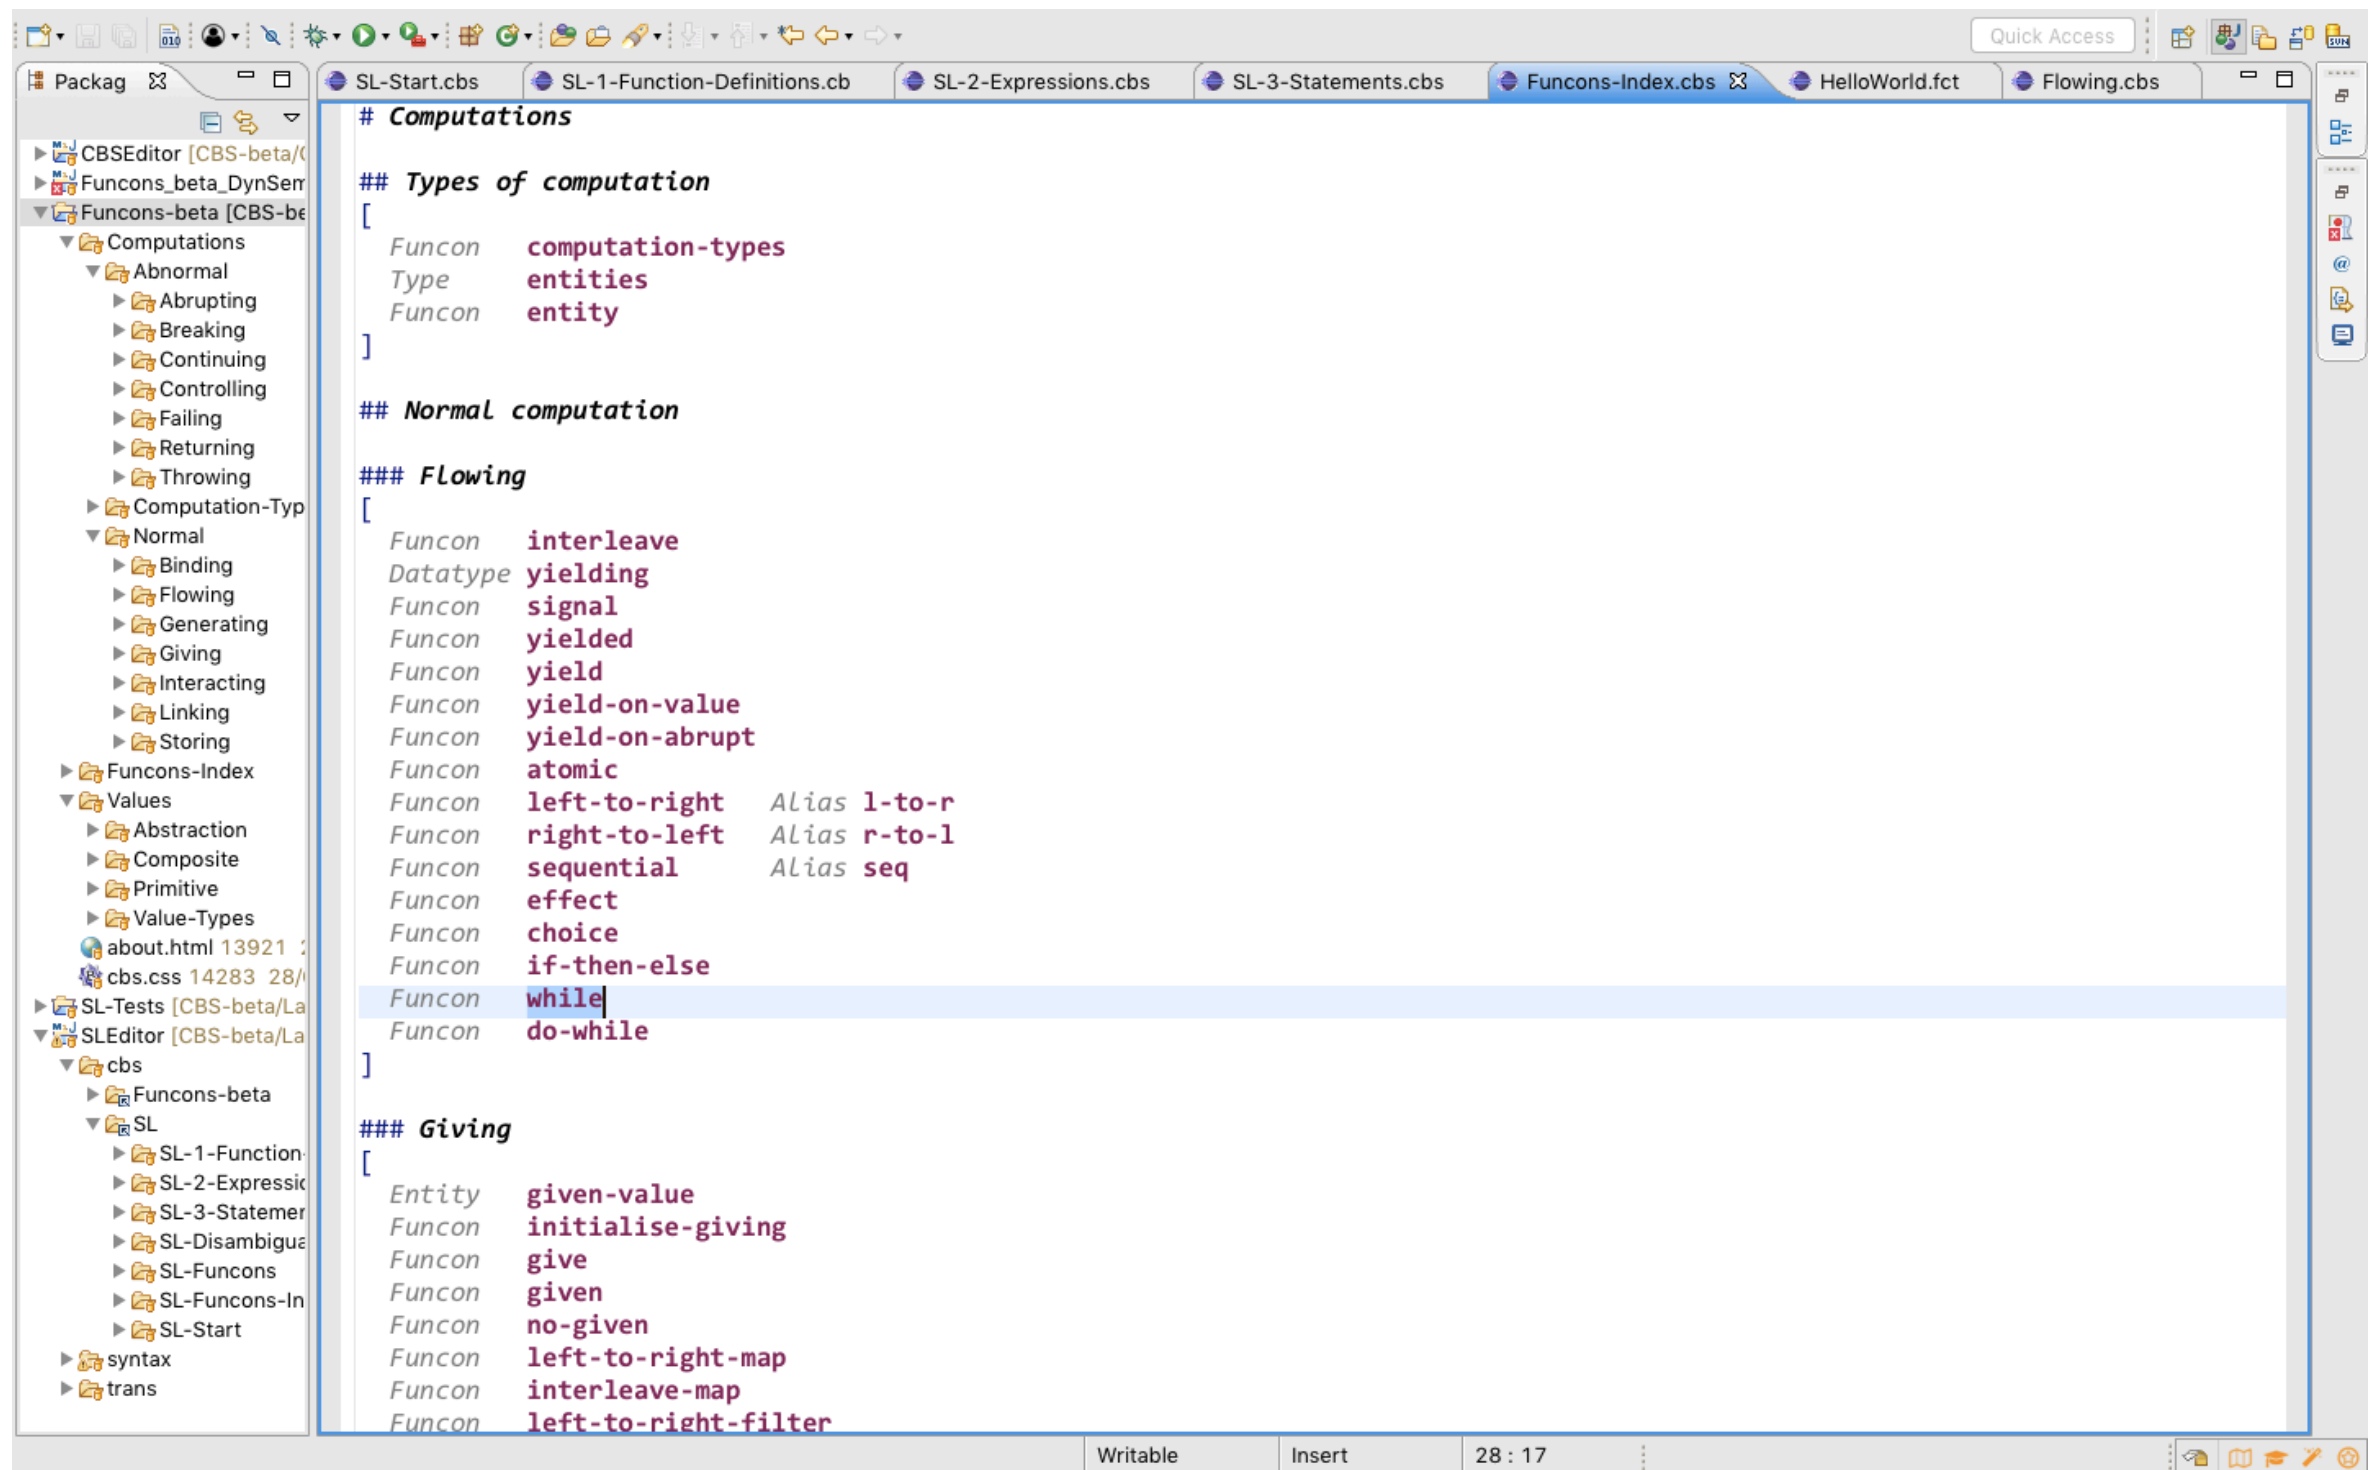 Quick Access
Packag
SL-Start.cbs
SL-1-Function-Definitions.cb
SL-2-Expressions.cbs
SL-3-Statements.cbs
Funcons-Index.cbs
HelloWorld.fct
Flowing.cbs
CBSEditor [CBS-beta/
Funcons_beta_DynSem
Funcons-beta [CBS-be
Computations
Abnormal
Abrupting
Breaking
Continuing
Controlling
Failing
Returning
Throwing
Computation-Typ
Normal
Binding
Flowing
Generating
Giving
Interacting
Linking
Storing
Funcons-Index
Values
Abstraction
Composite
Primitive
Value-Types
about.html 13921
cbs.css 14283 28/
SL-Tests [CBS-beta/La
SLEditor [CBS-beta/La
cbs
Funcons-beta
SL
SL-1-Function-
SL-2-Expressio
SL-3-Statemen
SL-Disambigua
SL-Funcons
SL-Funcons-In
SL-Start
syntax
trans
# Computations
## Types of computation
[
Funcon computation-types
Type entities
Funcon entity
]
## Normal computation
### Flowing
[
Funcon interleave
Datatype yielding
Funcon signal
Funcon yielded
Funcon yield
Funcon yield-on-value
Funcon yield-on-abrupt
Funcon atomic
Funcon left-to-right Alias l-to-r
Funcon right-to-left Alias r-to-l
Funcon sequential Alias seq
Funcon effect
Funcon choice
Funcon if-then-else
Funcon while
Funcon do-while
]
### Giving
[
Entity given-value
Funcon initialise-giving
Funcon give
Funcon given
Funcon no-given
Funcon left-to-right-map
Funcon interleave-map
Funcon left-to-right-filter
Writable Insert 28 : 17